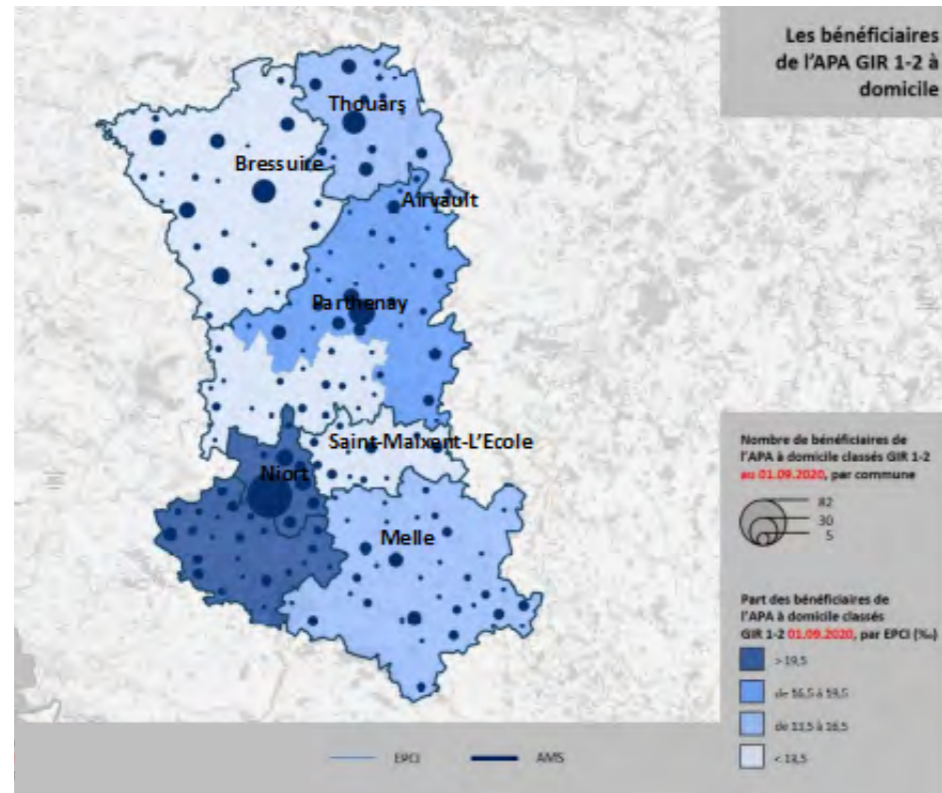 Les bénéficiaires
de l'APA GIR 1-2 à
domicile
Thouars
Bressuire
Airvault
Parthenay
Saint-Maixent-L'Ecole
Niort
Melle
Nombre de bénéficiaires de
l'APA à domicile classés GIR 1-2
au 01.09.2020, par commune
82
30
5
Part des bénéficiaires de
l'APA à domicile classés
GIR 1-2 01.09.2020, par EPCI (‰)
> 19,5
de 16,5 à 19,5
de 13,5 à 16,5
< 13,5
EPCI
AMS